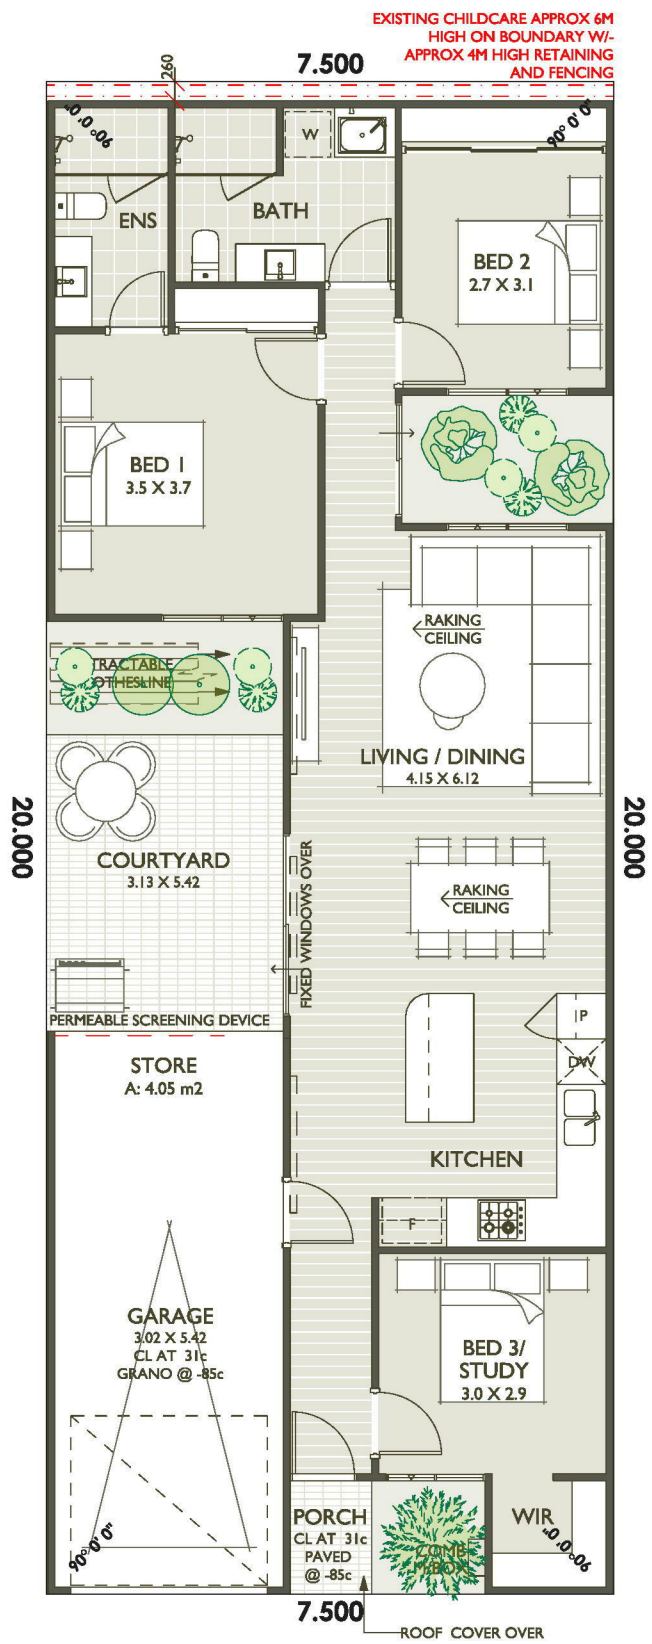 EXISTING CHILDCARE APPROX 6M
HIGH ON BOUNDARY W/-
APPROX 4M HIGH RETAINING
AND FENCING
7.500
260
90° 0' 0"
90° 0' 0"
W
ENS
BATH
BED 2
2.7 X 3.1
BED 1
3.5 X 3.7
RAKING
CEILING
TRACTABLE
OTHESLINE
LIVING / DINING
4.15 X 6.12
20.000
20.000
COURTYARD
3.13 X 5.42
FIXED WINDOWS OVER
RAKING
CEILING
PERMEABLE SCREENING DEVICE
P
DW
STORE
A: 4.05 m2
KITCHEN
F
GARAGE
3.02 X 5.42
CL AT 31c
GRANO @ -85c
BED 3/
STUDY
3.0 X 2.9
PORCH
CL AT 31c
PAVED
@ -85c
WIR
COMB
M/BOX
90° 0' 0"
90° 0' 0"
7.500
ROOF COVER OVER